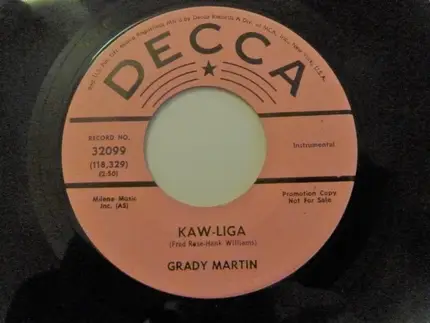 DECCA
RECORD NO.
32099
(118,329)
(2:50)
Instrumental
Milene Music
Inc. (AS)
Promotion Copy
Not For Sale
KAW-LIGA
(Fred Rose-Hank Williams)
GRADY MARTIN